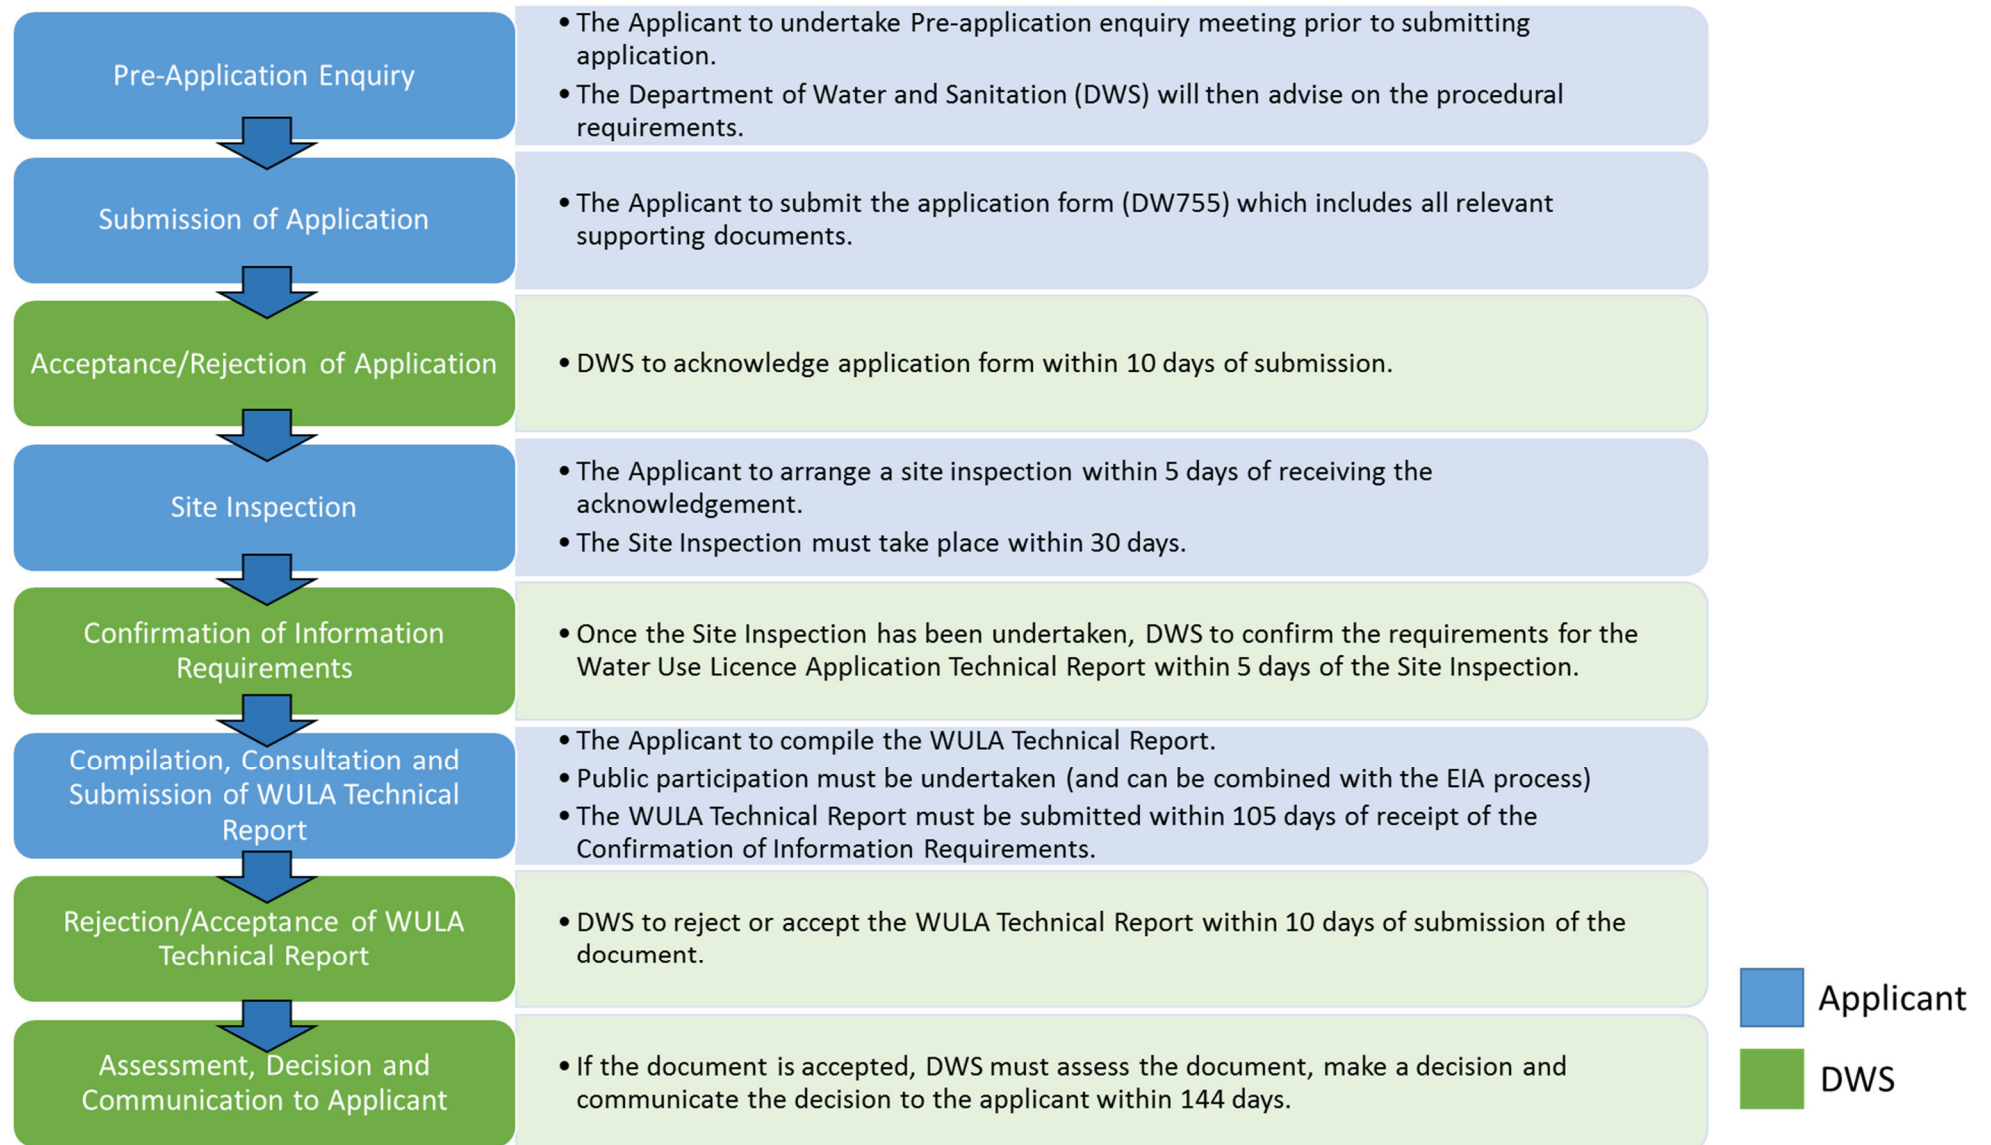 Pre-Application Enquiry
• The Applicant to undertake Pre-application enquiry meeting prior to submitting
application.
• The Department of Water and Sanitation (DWS) will then advise on the procedural
requirements.
Submission of Application
• The Applicant to submit the application form (DW755) which includes all relevant
supporting documents.
Acceptance/Rejection of Application
• DWS to acknowledge application form within 10 days of submission.
Site Inspection
• The Applicant to arrange a site inspection within 5 days of receiving the
acknowledgement.
• The Site Inspection must take place within 30 days.
Confirmation of Information
Requirements
• Once the Site Inspection has been undertaken, DWS to confirm the requirements for the
Water Use Licence Application Technical Report within 5 days of the Site Inspection.
Compilation, Consultation and
Submission of WULA Technical
Report
• The Applicant to compile the WULA Technical Report.
• Public participation must be undertaken (and can be combined with the EIA process)
• The WULA Technical Report must be submitted within 105 days of receipt of the
Confirmation of Information Requirements.
Rejection/Acceptance of WULA
Technical Report
• DWS to reject or accept the WULA Technical Report within 10 days of submission of the
document.
Assessment, Decision and
Communication to Applicant
• If the document is accepted, DWS must assess the document, make a decision and
communicate the decision to the applicant within 144 days.
Applicant
DWS